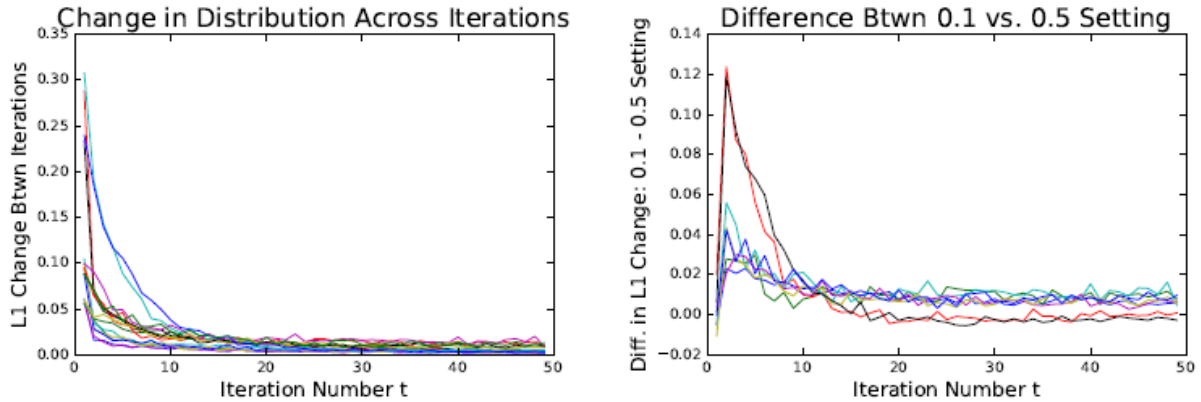 Change in Distribution Across Iterations
0.35
0.30
0.25
0.20
0.15
0.10
0.05
0.00
L1 Change Btwn Iterations
0 10 20 30 40 50
Iteration Number t
Difference Btwn 0.1 vs. 0.5 Setting
0.14
0.12
0.10
0.08
0.06
0.04
0.02
0.00
−0.02
Diff. in L1 Change: 0.1 - 0.5 Setting
0 10 20 30 40 50
Iteration Number t